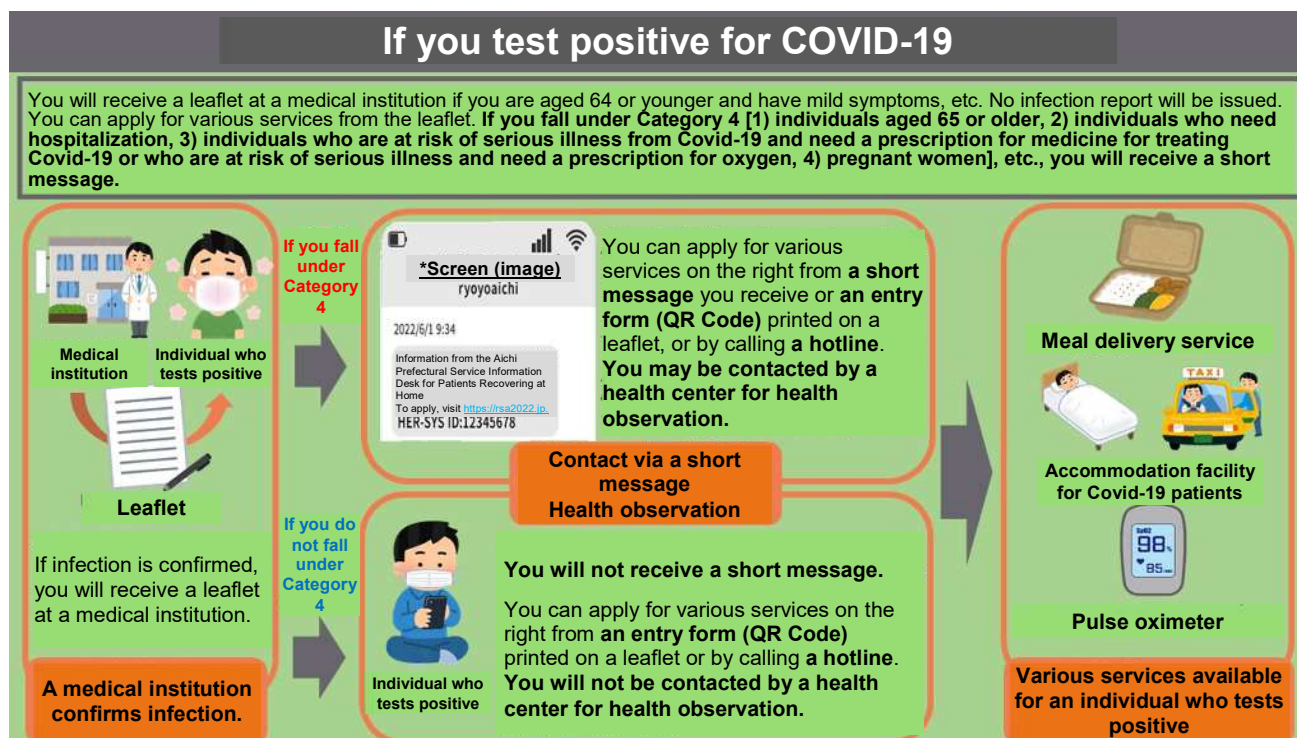 If you test positive for COVID-19
You will receive a leaflet at a medical institution if you are aged 64 or younger and have mild symptoms, etc. No infection report will be issued.
You can apply for various services from the leaflet. If you fall under Category 4 [1) individuals aged 65 or older, 2) individuals who need
hospitalization, 3) individuals who are at risk of serious illness from Covid-19 and need a prescription for medicine for treating
Covid-19 or who are at risk of serious illness and need a prescription for oxygen, 4) pregnant women], etc., you will receive a short
message.
Medical
institution
Individual who
tests positive
Leaflet
If infection is confirmed,
you will receive a leaflet
at a medical institution.
A medical institution
confirms infection.
If you fall
under
Category
4
*Screen (image)
ryoyoaichi
2022/6/1 9:34
Information from the Aichi
Prefectural Service Information
Desk for Patients Recovering at
Home
To apply, visit https://rsa2022.jp.
HER-SYS ID:12345678
You can apply for various
services on the right from a short
message you receive or an entry
form (QR Code) printed on a
leaflet, or by calling a hotline.
You may be contacted by a
health center for health
observation.
Contact via a short
message
Health observation
If you do
not fall
under
Category
4
Individual who
tests positive
You will not receive a short message.
You can apply for various services on the
right from an entry form (QR Code)
printed on a leaflet or by calling a hotline.
You will not be contacted by a health
center for health observation.
Meal delivery service
TAXI
Accommodation facility
for Covid-19 patients
SpO2
98%
85
Pulse oximeter
Various services available
for an individual who tests
positive